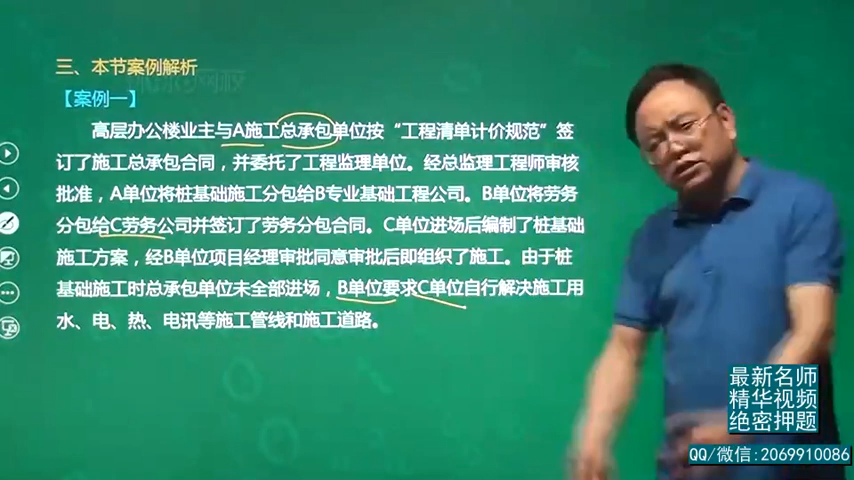 三、本节案例解析
【案例一】
高层办公楼业主与A施工总承包单位按“工程清单计价规范”签
订了施工总承包合同，并委托了工程监理单位。经总监理工程师审核
批准，A单位将桩基础施工分包给B专业基础工程公司。B单位将劳务
分包给C劳务公司并签订了劳务分包合同。C单位进场后编制了桩基础
施工方案，经B单位项目经理审批同意审批后即组织了施工。由于桩
基础施工时总承包单位未全部进场，B单位要求C单位自行解决施工用
水、电、热、电讯等施工管线和施工道路。
最新名师
精华视频
绝密押题
QQ/微信:2069910086